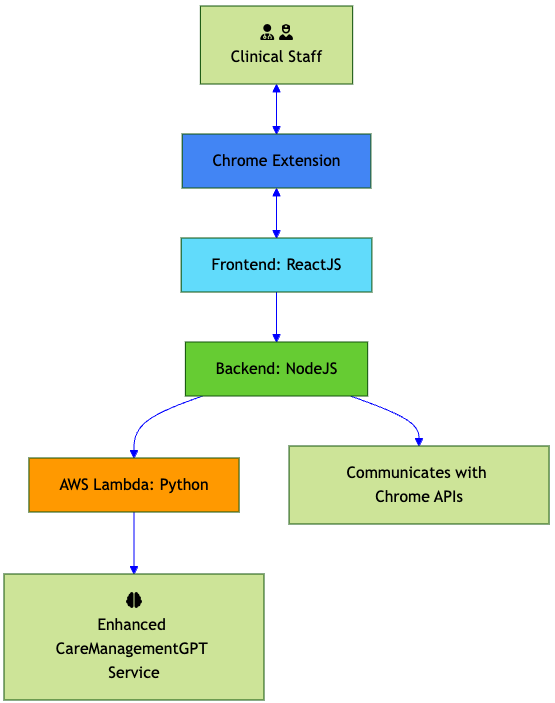 Clinical Staff
Chrome Extension
Frontend: ReactJS
Backend: NodeJS
AWS Lambda: Python
Communicates with
Chrome APIs
Enhanced
CareManagementGPT
Service